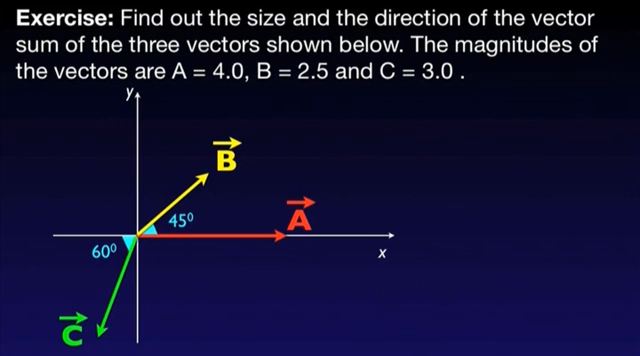 Exercise: Find out the size and the direction of the vector
sum of the three vectors shown below. The magnitudes of
the vectors are A = 4.0, B = 2.5 and C = 3.0 .
y
B
45⁰
A
60⁰
x
C